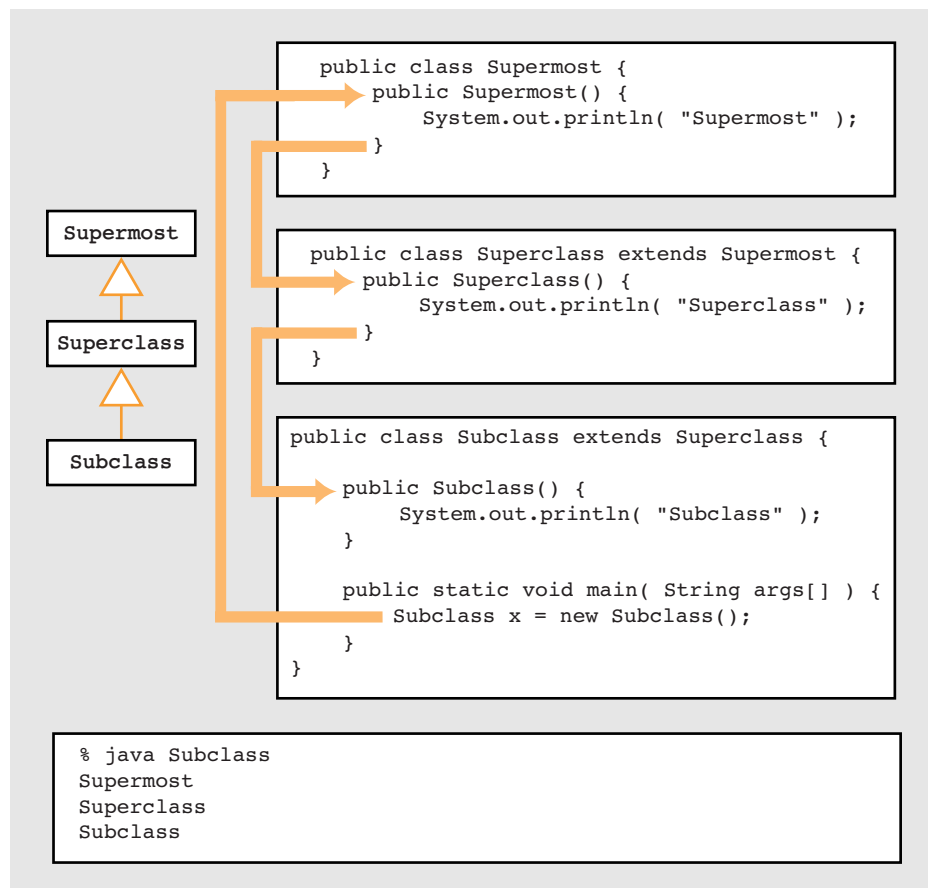 public class Supermost {
public Supermost() {
System.out.println( "Supermost" );
}
}
Supermost
Superclass
Subclass
public class Superclass extends Supermost {
public Superclass() {
System.out.println( "Superclass" );
}
}
public class Subclass extends Superclass {
public Subclass() {
System.out.println( "Subclass" );
}
public static void main( String args[] ) {
Subclass x = new Subclass();
}
}
% java Subclass
Supermost
Superclass
Subclass